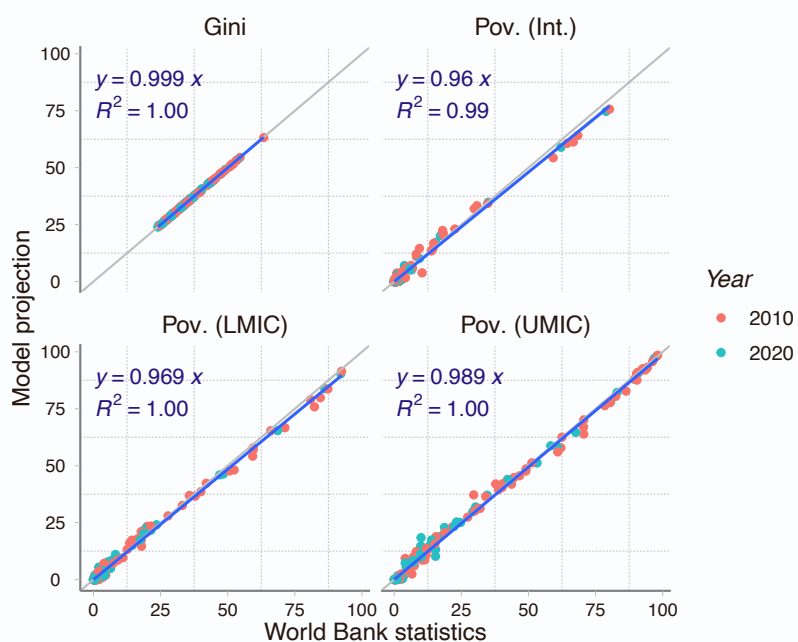 Gini
Pov. (Int.)
100
75
50
25
0
y = 0.999 x
R² = 1.00
y = 0.96 x
R² = 0.99
Model projection
Year
2010
2020
Pov. (LMIC)
Pov. (UMIC)
100
75
50
25
0
y = 0.969 x
R² = 1.00
y = 0.989 x
R² = 1.00
0 25 50 75 100
0 25 50 75 100
World Bank statistics